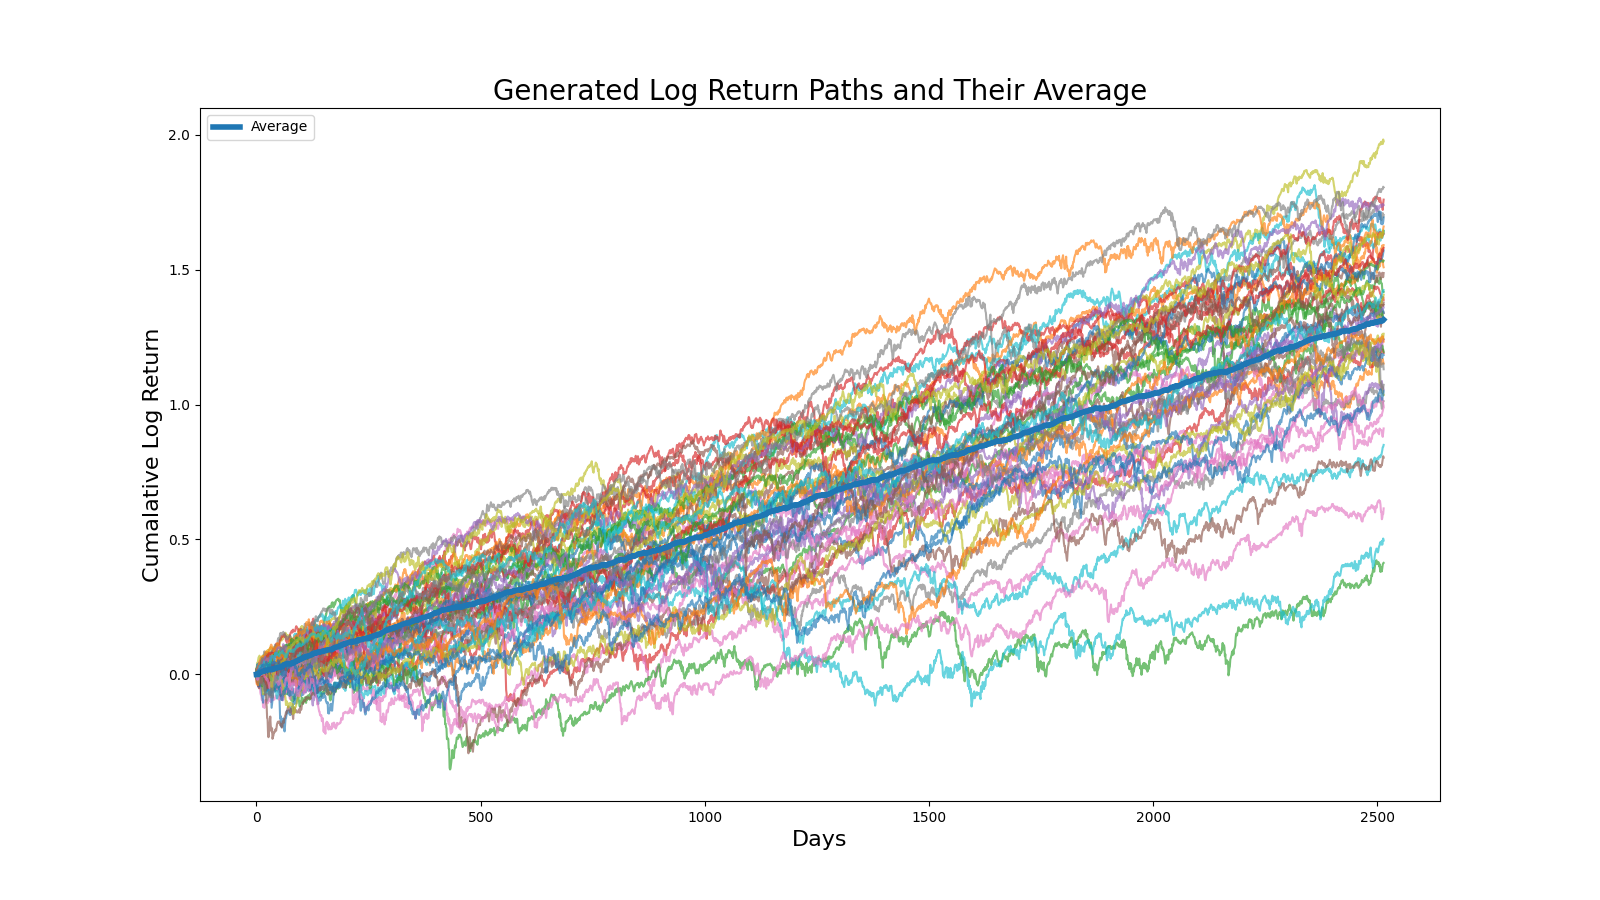 Generated Log Return Paths and Their Average
Average
2.0
1.5
1.0
0.5
0.0
Cumalative Log Return
0 500 1000 1500 2000 2500
Days